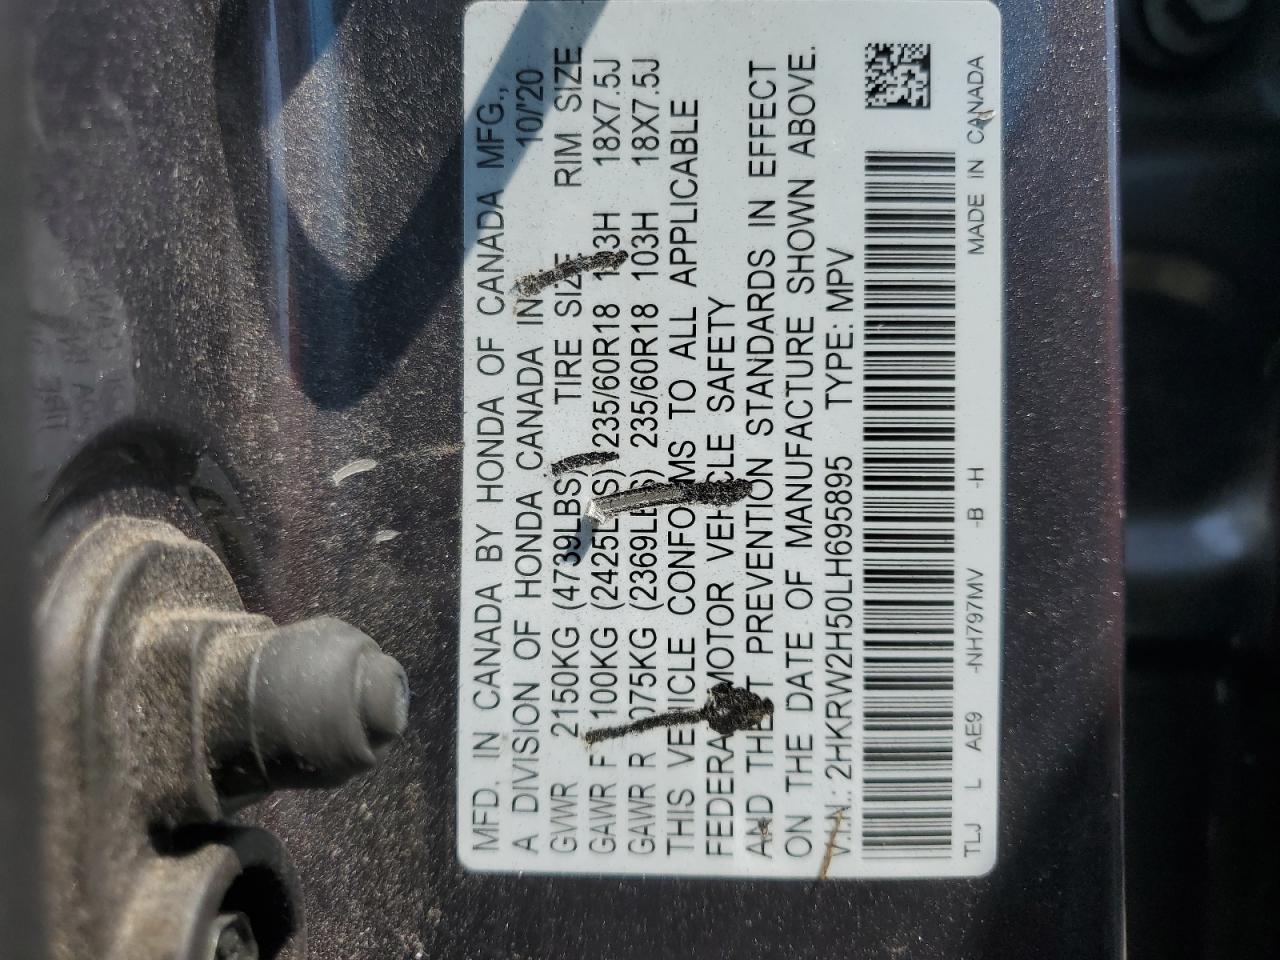 MFD. IN CANADA BY HONDA OF CANADA MFG.,
A DIVISION OF HONDA CANADA IN 10/'20
GVWR 2150KG (4739LBS) TIRE SIZE RIM SIZE
GAWR F 1100KG (2425LBS) 235/60R18 103H 18X7.5J
GAWR R 1075KG (2369LBS) 235/60R18 103H 18X7.5J
THIS VEHICLE CONFORMS TO ALL APPLICABLE
FEDERAL MOTOR VEHICLE SAFETY
AND THEFT PREVENTION STANDARDS IN EFFECT
ON THE DATE OF MANUFACTURE SHOWN ABOVE.
V.I.N.: 2HKRW2H50LH695895 TYPE: MPV
TLJ L AE9 -NH797MV -B -H MADE IN CANADA